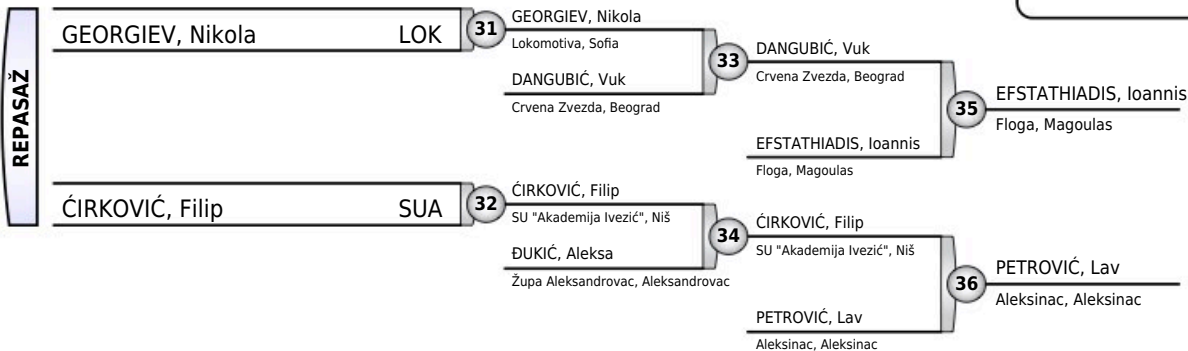 REPASAŽ
GEORGIEV, Nikola LOK
31
GEORGIEV, Nikola
Lokomotiva, Sofia
DANGUBIĆ, Vuk
Crvena Zvezda, Beograd
33
DANGUBIĆ, Vuk
Crvena Zvezda, Beograd
EFSTATHIADIS, Ioannis
Floga, Magoulas
35
EFSTATHIADIS, Ioannis
Floga, Magoulas
ĆIRKOVIĆ, Filip SUA
32
ĆIRKOVIĆ, Filip
SU "Akademija Ivezić", Niš
ĐUKIĆ, Aleksa
Župa Aleksandrovac, Aleksandrovac
34
ĆIRKOVIĆ, Filip
SU "Akademija Ivezić", Niš
PETROVIĆ, Lav
Aleksinac, Aleksinac
36
PETROVIĆ, Lav
Aleksinac, Aleksinac